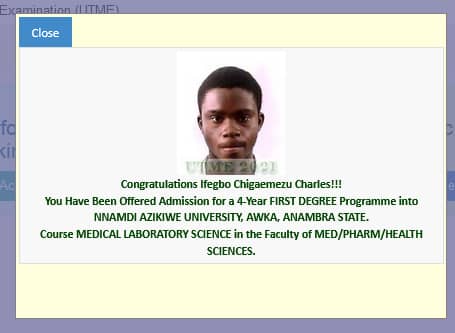 Examination (UTME)
Close
UTME 2021
Congratulations Ifegbo Chigaemezu Charles!!!
You Have Been Offered Admission for a 4-Year FIRST DEGREE Programme into
NNAMDI AZIKIWE UNIVERSITY, AWKA, ANAMBRA STATE.
Course MEDICAL LABORATORY SCIENCE in the Faculty of MED/PHARM/HEALTH
SCIENCES.